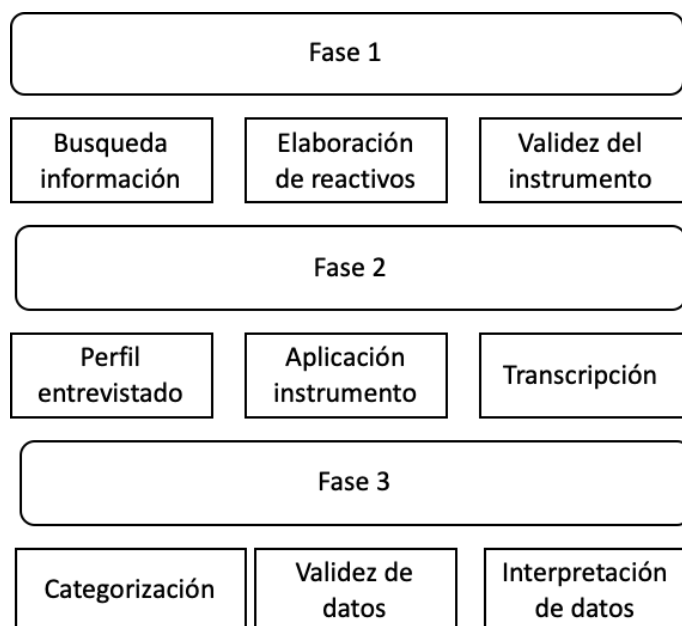 Fase 1
Busqueda
información
Elaboración
de reactivos
Validez del
instrumento
Fase 2
Perfil
entrevistado
Aplicación
instrumento
Transcripción
Fase 3
Categorización
Validez de
datos
Interpretación
de datos